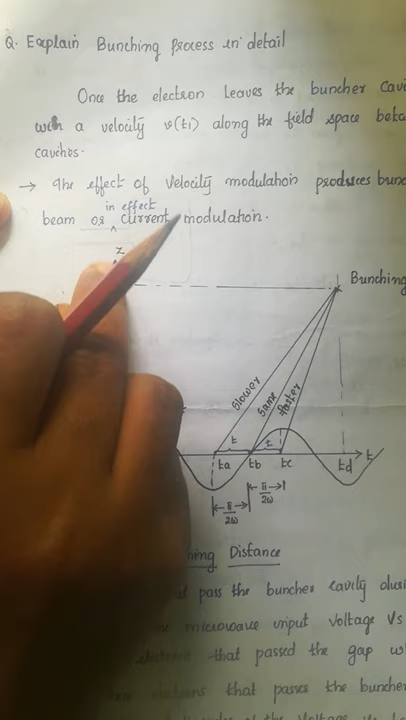 Q. Explain Bunching Process in detail
Once the electron leaves the buncher
with a velocity v(t1) along the field space
cavities.
→ The effect of velocity modulation produces
in effect
beam or current modulation.
z
Bunching
slower
same
faster
t
t
ta tb tc td t
π/2ω
π/2ω
Distance
pass the buncher cavity
microwave input voltage Vs
that passed the gap
electrons that passes the buncher